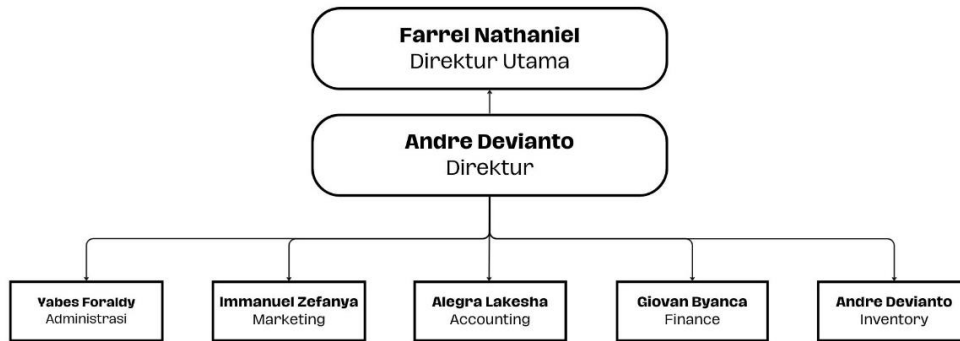 Farrel Nathaniel
Direktur Utama
Andre Devianto
Direktur
Yabes Foraldy
Administrasi
Immanuel Zefanya
Marketing
Alegra Lakesha
Accounting
Giovan Byanca
Finance
Andre Devianto
Inventory